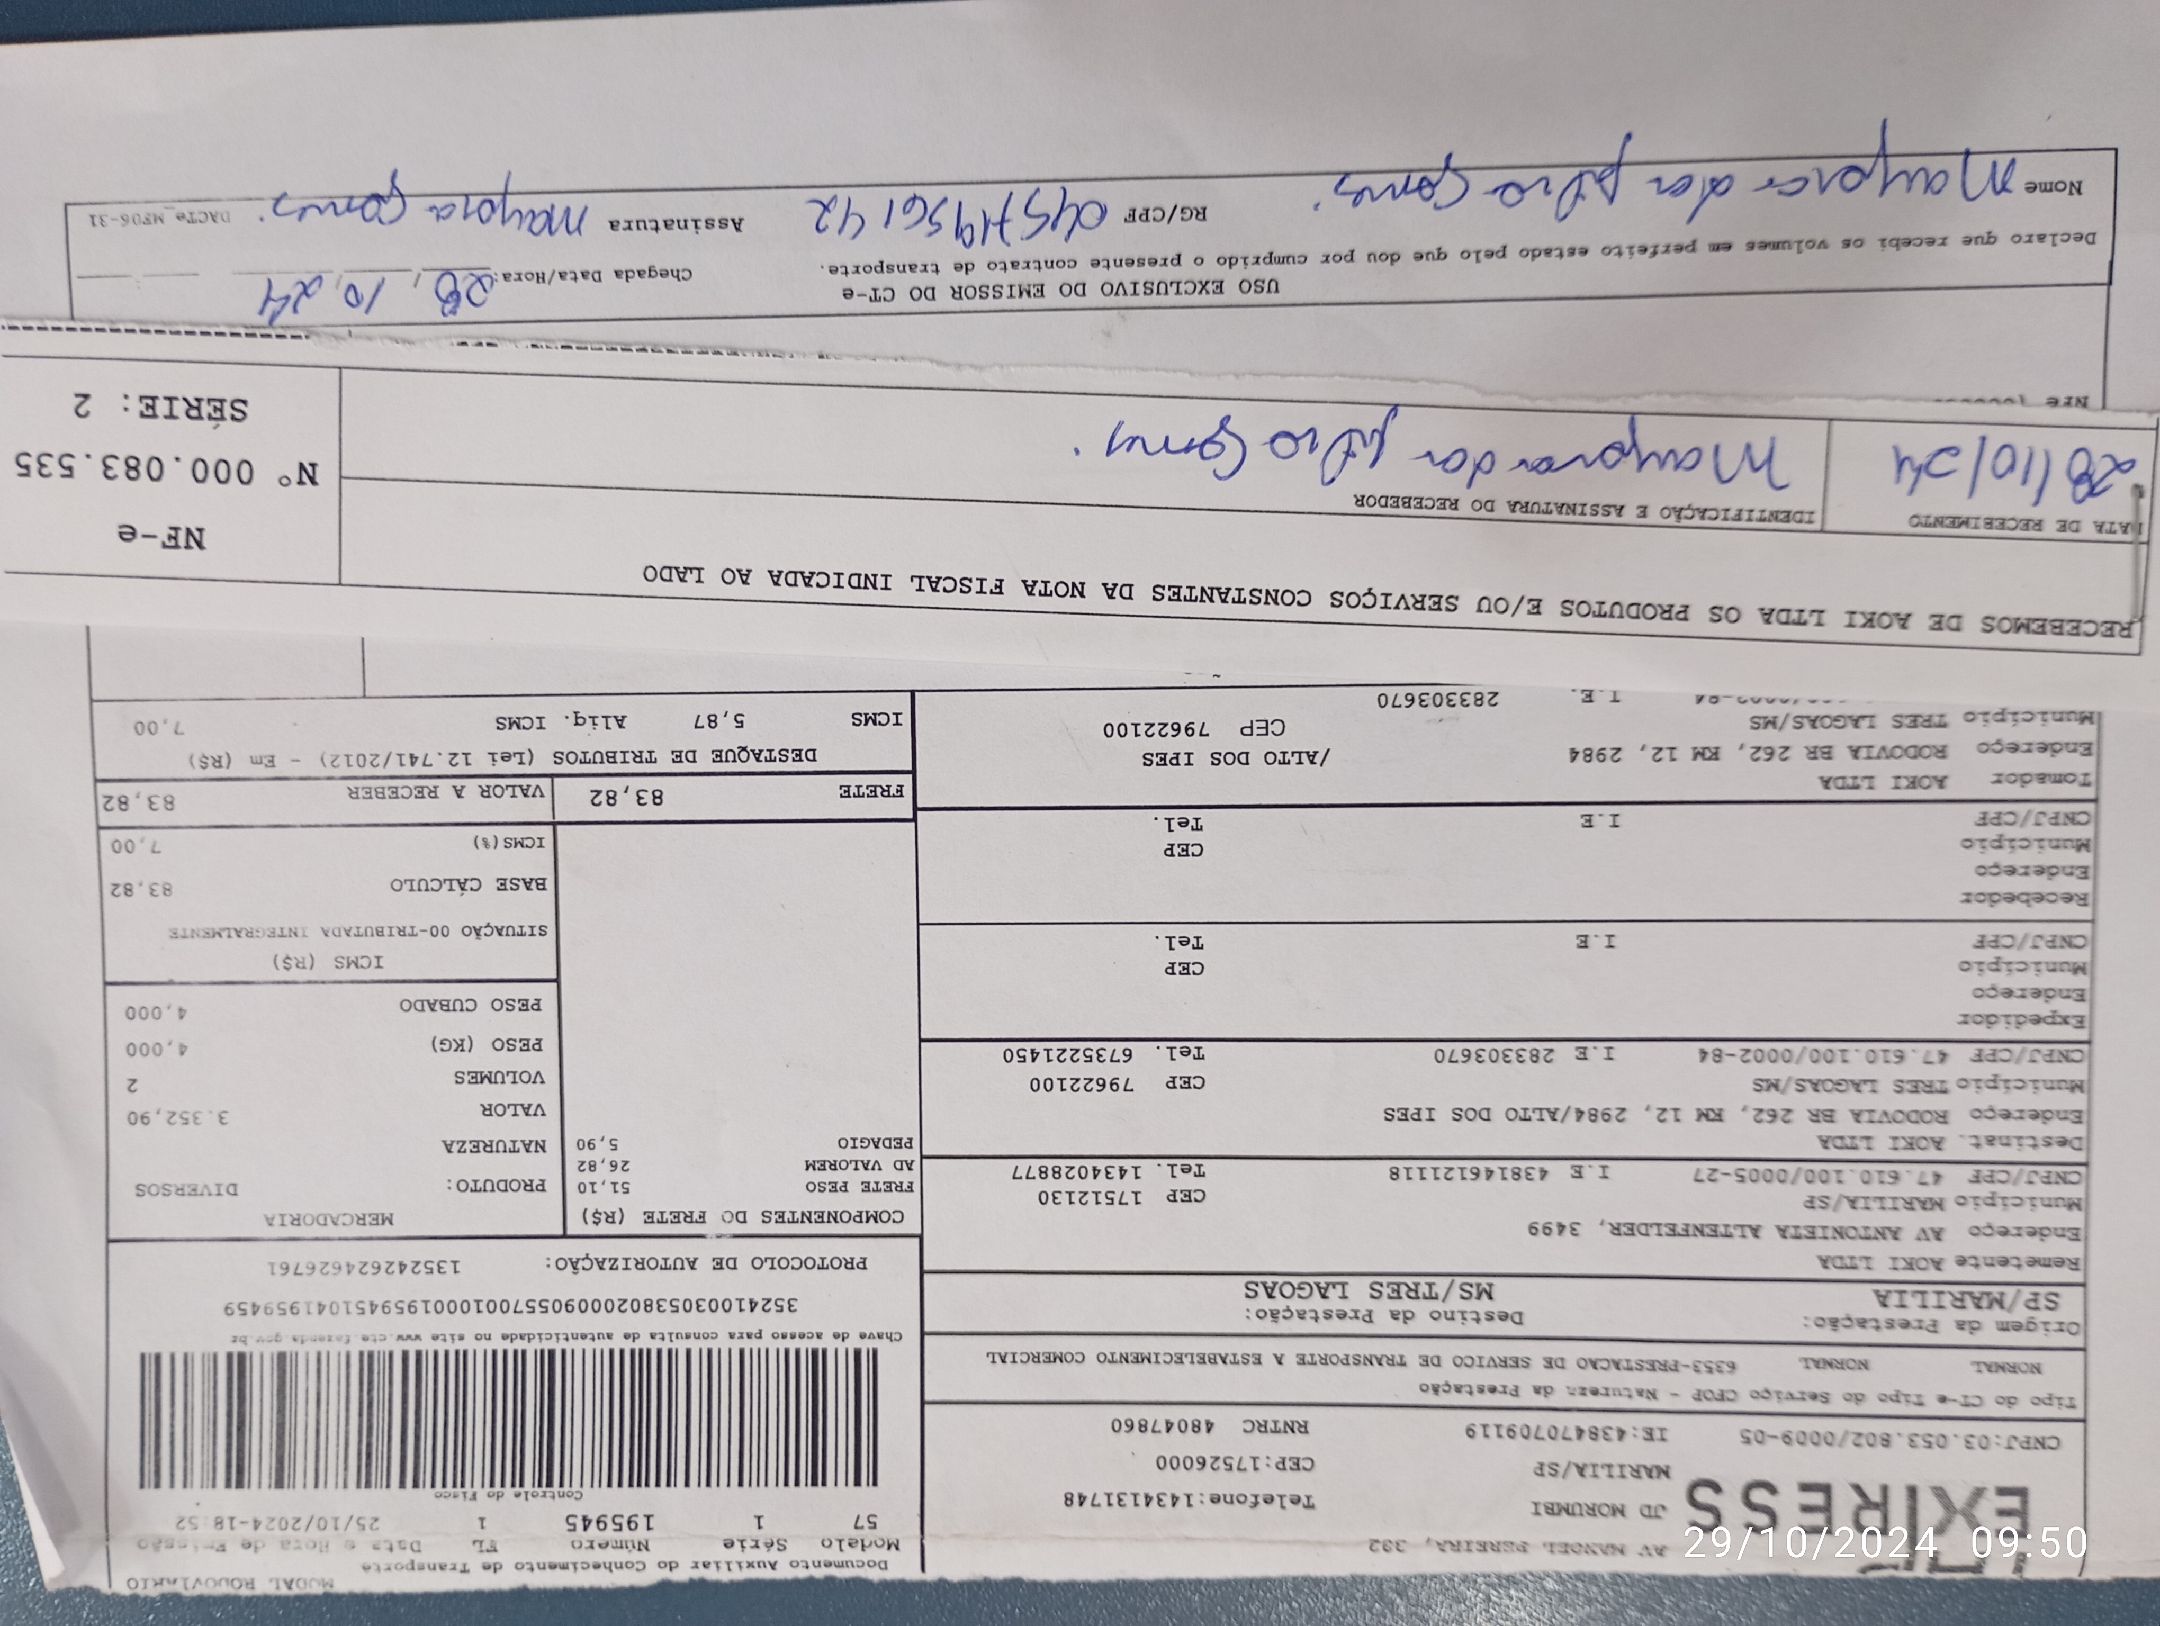 Documento Auxiliar do Conhecimento de Transporte
MODAL RODOVIARIO
AV MANOEL PEREIRA, 392
EXPRESS
JD MORUMBI
Telefone:1434131748
MARILIA/SP
CEP:17526000
CNPJ:03.053.802/0009-05 IE:438470709119 RNTRC 48047860
Modelo Série Número FL Data e Hora de Emissão
57 1 195945 1 25/10/2024-18:52
Controle do Fisco
Tipo do CT-e Tipo do Serviço CFOP - Natureza da Prestação
NORMAL NORMAL 6353-PRESTACAO DE SERVICO DE TRANSPORTE A ESTABELECIMENTO COMERCIAL
Chave de acesso para consulta de autenticidade no site www.cte.fazenda.gov.br
35241003053802000905570010001959451041959459
Origem da Prestação: Destino da Prestação:
SP/MARILIA MS/TRES LAGOAS
PROTOCOLO DE AUTORIZAÇÃO: 135242624626761
Remetente AOKI LTDA
Endereço AV ANTONIETA ALTENFELDER, 3499
Município MARILIA/SP CEP 17512130
CNPJ/CPF 47.610.100/0005-27 I.E 438146121118 Tel. 1434028877
Destinat. AOKI LTDA
Endereço RODOVIA BR 262, KM 12, 2984/ALTO DOS IPES
Município TRES LAGOAS/MS CEP 79622100
CNPJ/CPF 47.610.100/0002-84 I.E 283303670 Tel. 6735221450
Expedidor
Endereço
Município CEP
CNPJ/CPF I.E Tel.
Recebedor
Endereço
Município CEP
CNPJ/CPF I.E Tel.
Tomador AOKI LTDA
Endereço RODOVIA BR 262, KM 12, 2984 /ALTO DOS IPES
Município TRES LAGOAS/MS CEP 79622100
I.E. 283303670
COMPONENTES DO FRETE (R$)
FRETE PESO 51,10
AD VALOREM 26,82
PEDAGIO 5,90
MERCADORIA
PRODUTO: DIVERSOS
NATUREZA
VALOR 3.352,90
VOLUMES 2
PESO (KG) 4,000
PESO CUBADO 4,000
ICMS (R$)
SITUAÇÃO 00-TRIBUTADA INTEGRALMENTE
BASE CÁLCULO 83,82
ICMS(%) 7,00
FRETE 83,82 VALOR A RECEBER 83,82
DESTAQUE DE TRIBUTOS (Lei 12.741/2012) - Em (R$)
ICMS 5,87 Aliq. ICMS 7,00
RECEBEMOS DE AOKI LTDA OS PRODUTOS E/OU SERVIÇOS CONSTANTES DA NOTA FISCAL INDICADA AO LADO
DATA DE RECEBIMENTO IDENTIFICAÇÃO E ASSINATURA DO RECEBEDOR
28/10/24 Mayara da Silva Gomes
NF-e
Nº 000.083.535
SÉRIE: 2
USO EXCLUSIVO DO EMISSOR DO CT-e
Declaro que recebi os volumes em perfeito estado pelo que dou por cumprido o presente contrato de transporte.
Chegada Data/Hora: 28, 10, 24
Nome Mayara da Silva Gomes RG/CPF Assinatura Mayara Gomes
DACTe MF06-31
29/10/2024 09:50